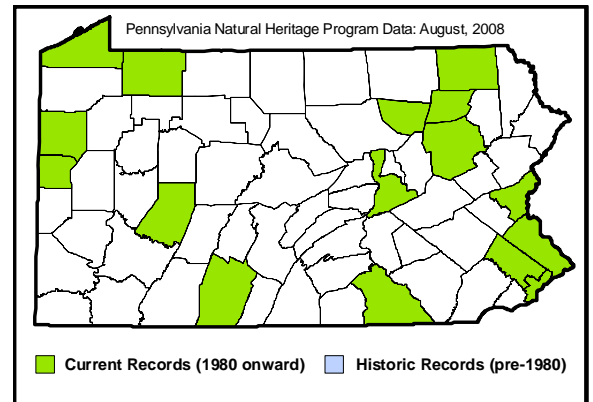 Pennsylvania Natural Heritage Program Data: August, 2008
Current Records (1980 onward) Historic Records (pre-1980)